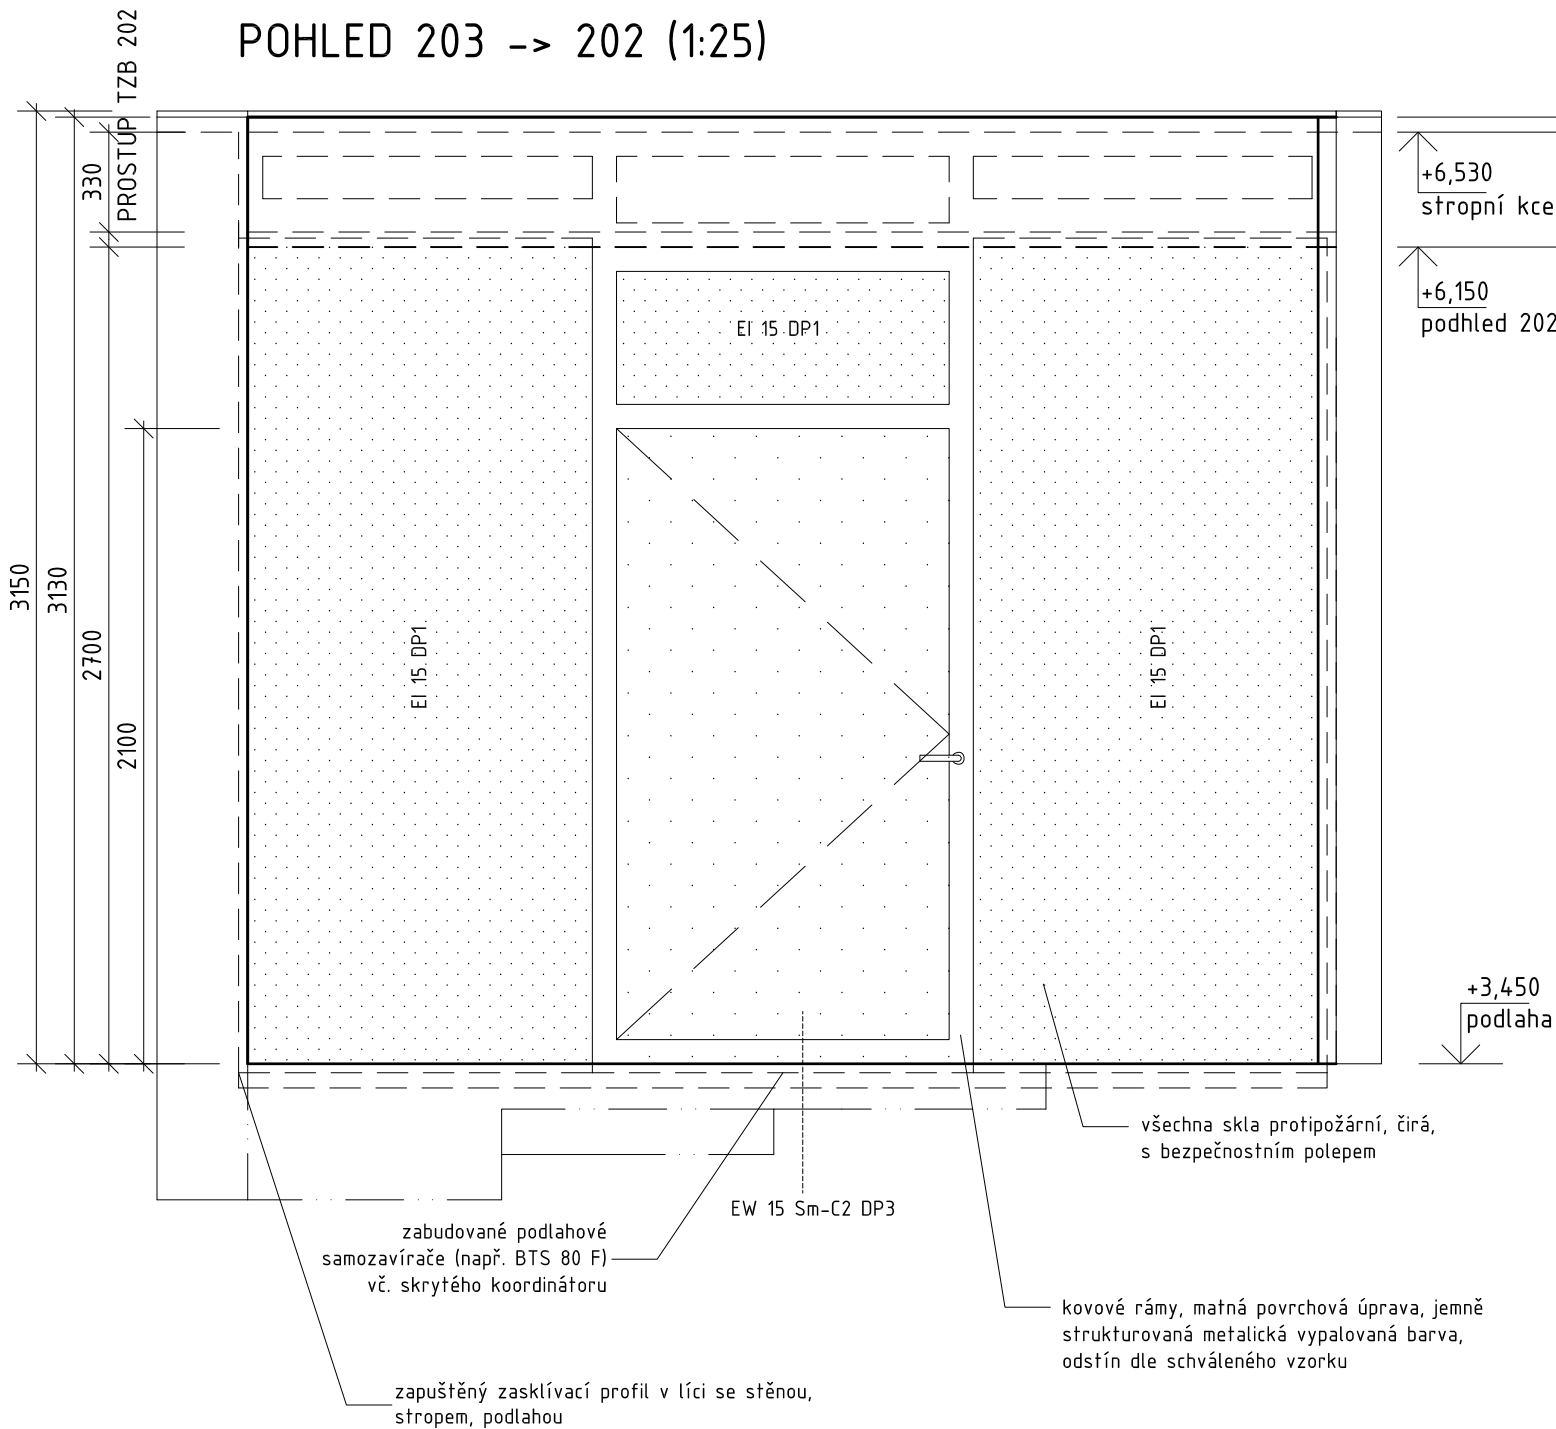 POHLED 203 -> 202 (1:25)
PROSTUP TZB 202
330
3150
3130
2700
2100
+6,530
stropní kce
+6,150
podhled 202
EI 15 DP1
EI 15 DP1
EI 15 DP1
+3,450
podlaha
všechna skla protipožární, čirá,
s bezpečnostním polepem
EW 15 Sm-C2 DP3
zabudované podlahové
samozavírače (např. BTS 80 F)
vč. skrytého koordinátoru
kovové rámy, matná povrchová úprava, jemně
strukturovaná metalická vypalovaná barva,
odstín dle schváleného vzorku
zapuštěný zasklívací profil v líci se stěnou,
stropem, podlahou